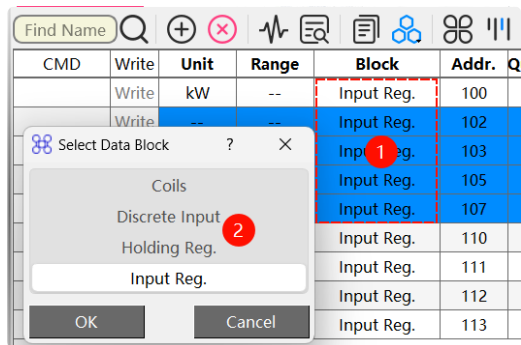 Find Name
CMD Write Unit Range Block Addr. Q
Write kW -- Input Reg. 100
Write -- -- Input Reg. 102
Inp eg. 103
1
Input Reg. 105
Input Reg. 107
Input Reg. 110
Input Reg. 111
Input Reg. 112
Input Reg. 113
Select Data Block ? ×
Coils
Discrete Input
2
Holding Reg.
Input Reg.
OK Cancel